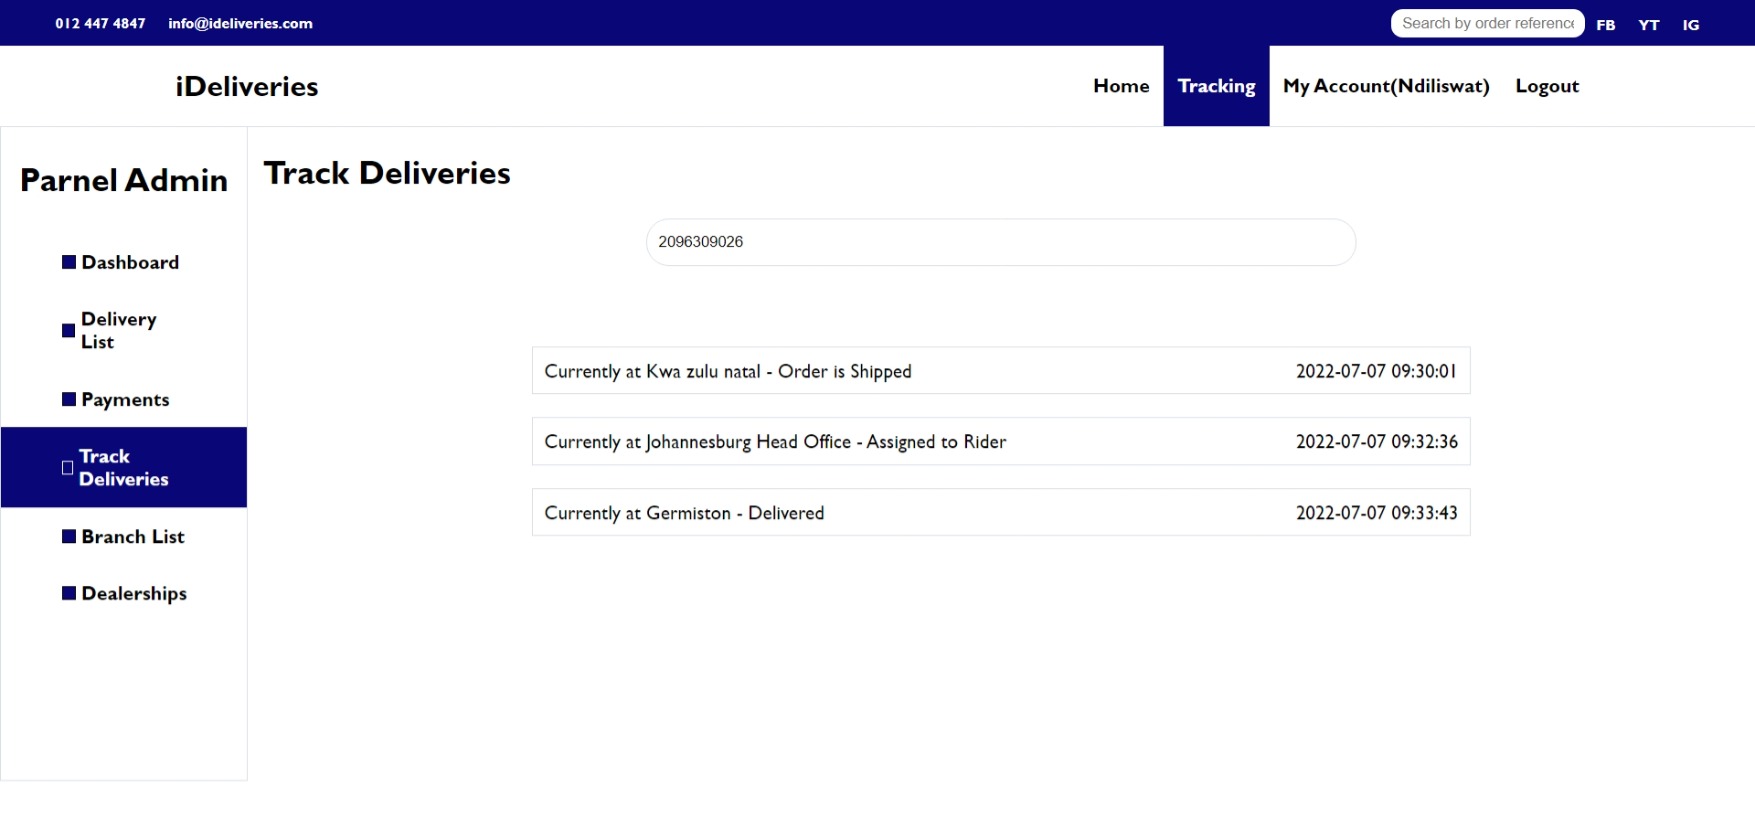 012 447 4847 info@ideliveries.com Search by order reference FB YT IG
iDeliveries Home Tracking My Account(Ndiliswat) Logout
Parnel Admin
Dashboard
Delivery
List
Payments
Track
Deliveries
Branch List
Dealerships
Track Deliveries
2096309026
Currently at Kwa zulu natal - Order is Shipped 2022-07-07 09:30:01
Currently at Johannesburg Head Office - Assigned to Rider 2022-07-07 09:32:36
Currently at Germiston - Delivered 2022-07-07 09:33:43